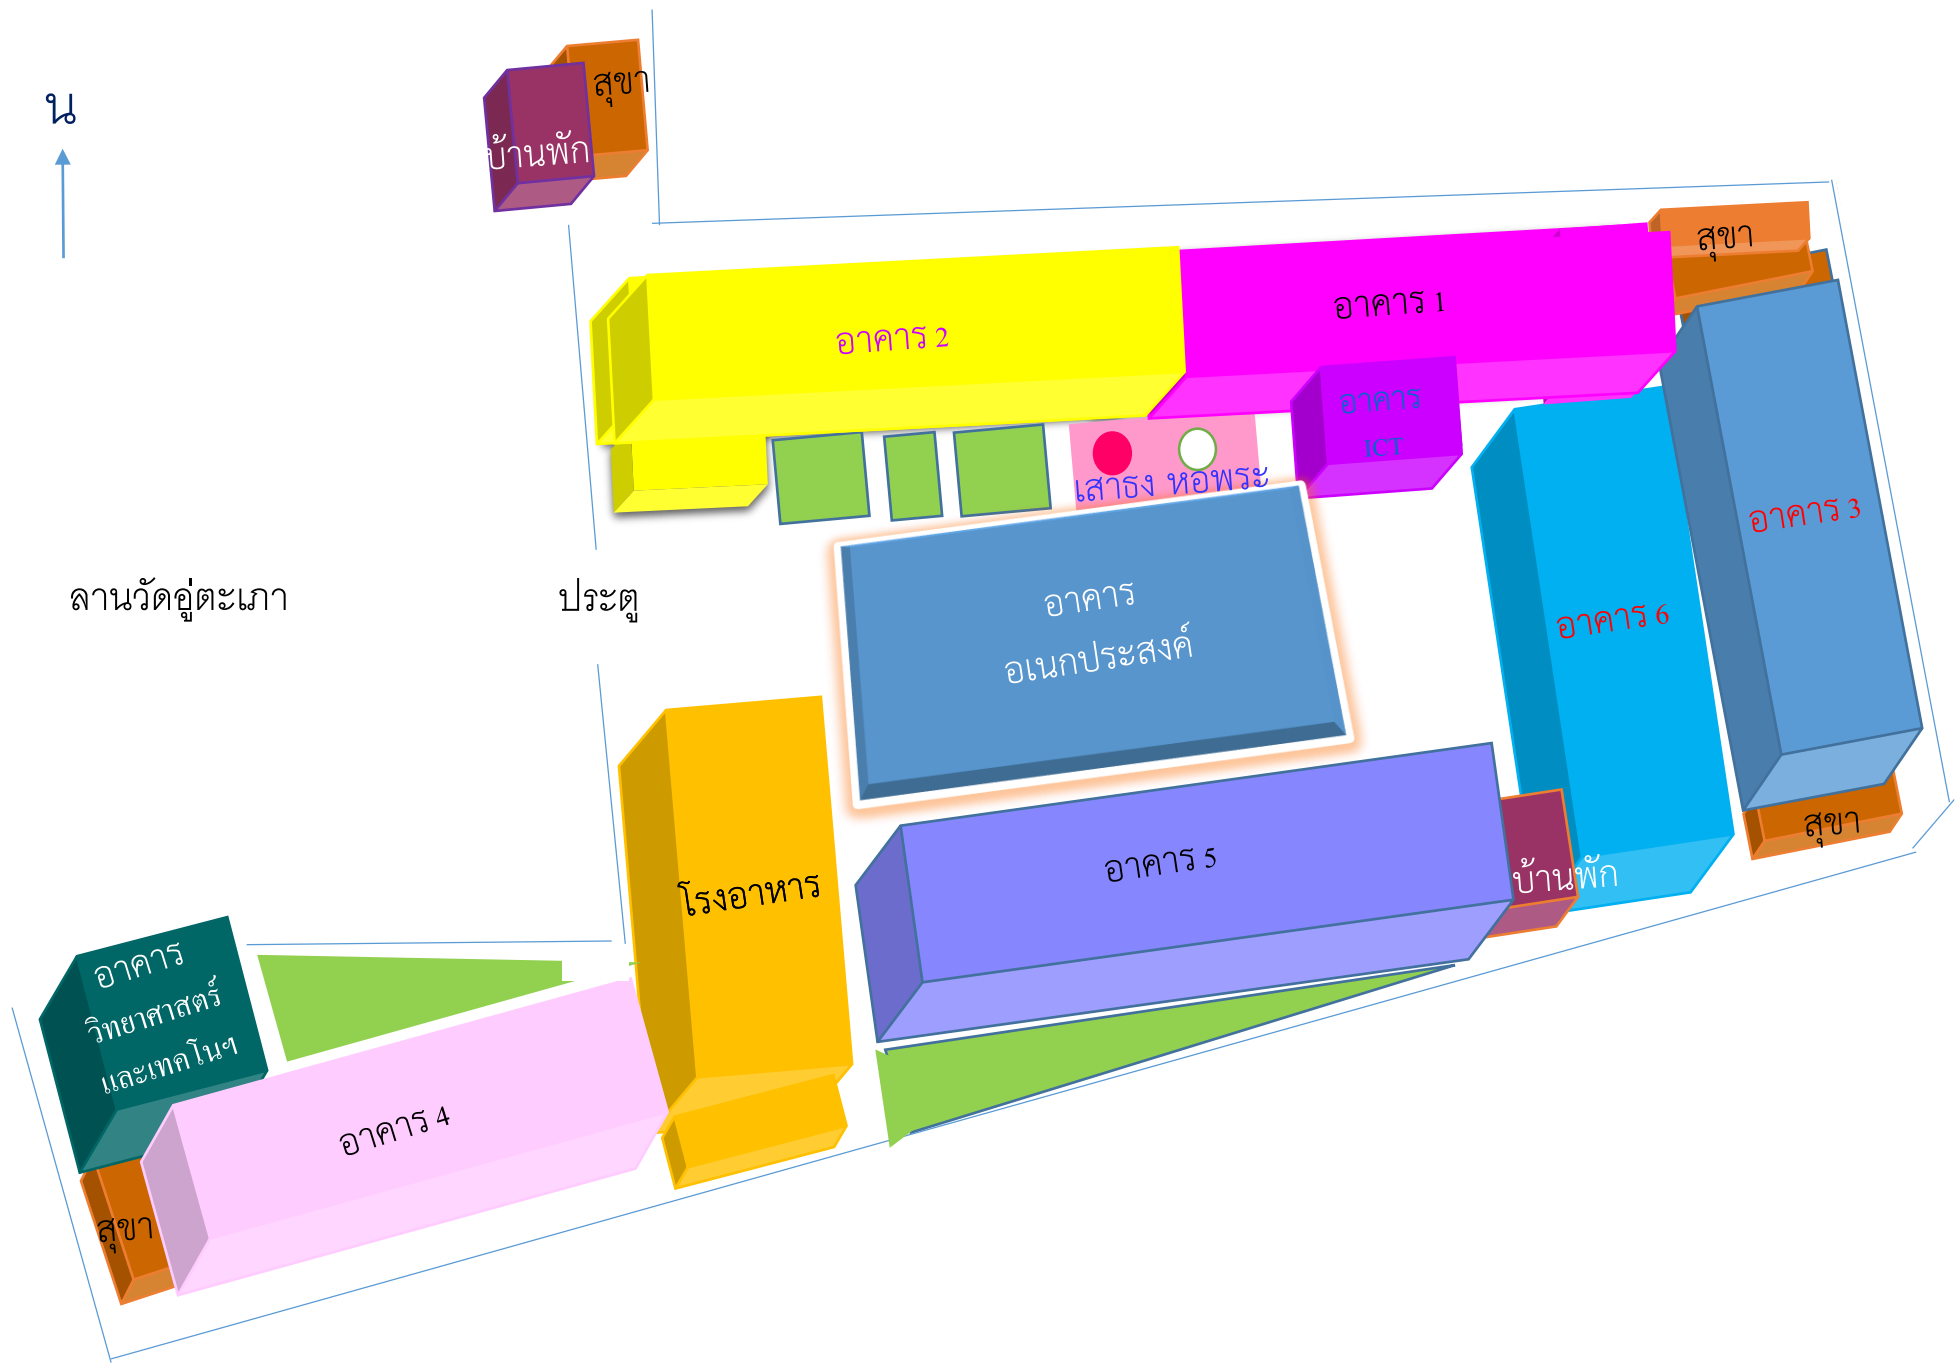 น
สุขา
บ้านพัก
สุขา
อาคาร 1
อาคาร 2
อาคาร
ICT
เสาธง หอพระ
อาคาร 3
ลานวัดอู่ตะเภา
ประตู
อาคาร
อเนกประสงค์
อาคาร 6
สุขา
อาคาร 5
บ้านพัก
โรงอาหาร
อาคาร
วิทยาศาสตร์
และเทคโนฯ
อาคาร 4
สุขา